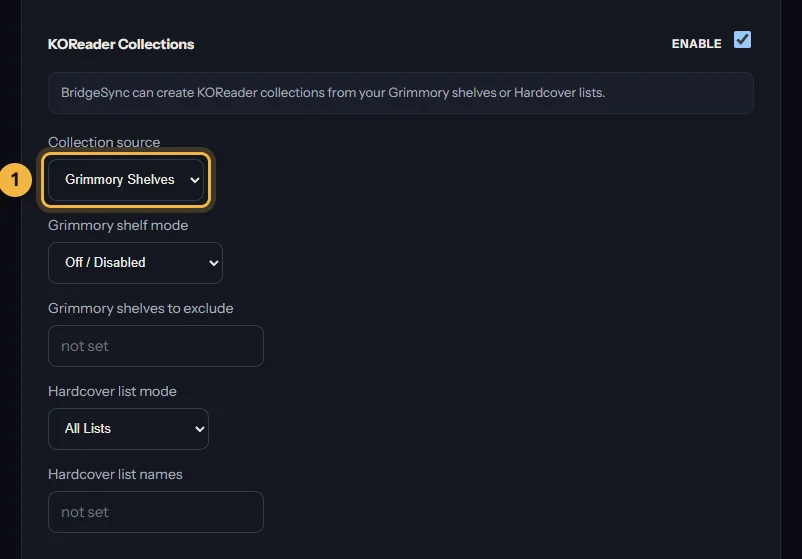 KOReader Collections
ENABLE
BridgeSync can create KOReader collections from your Grimmory shelves or Hardcover lists.
Collection source
1
Grimmory Shelves
Grimmory shelf mode
Off / Disabled
Grimmory shelves to exclude
not set
Hardcover list mode
All Lists
Hardcover list names
not set